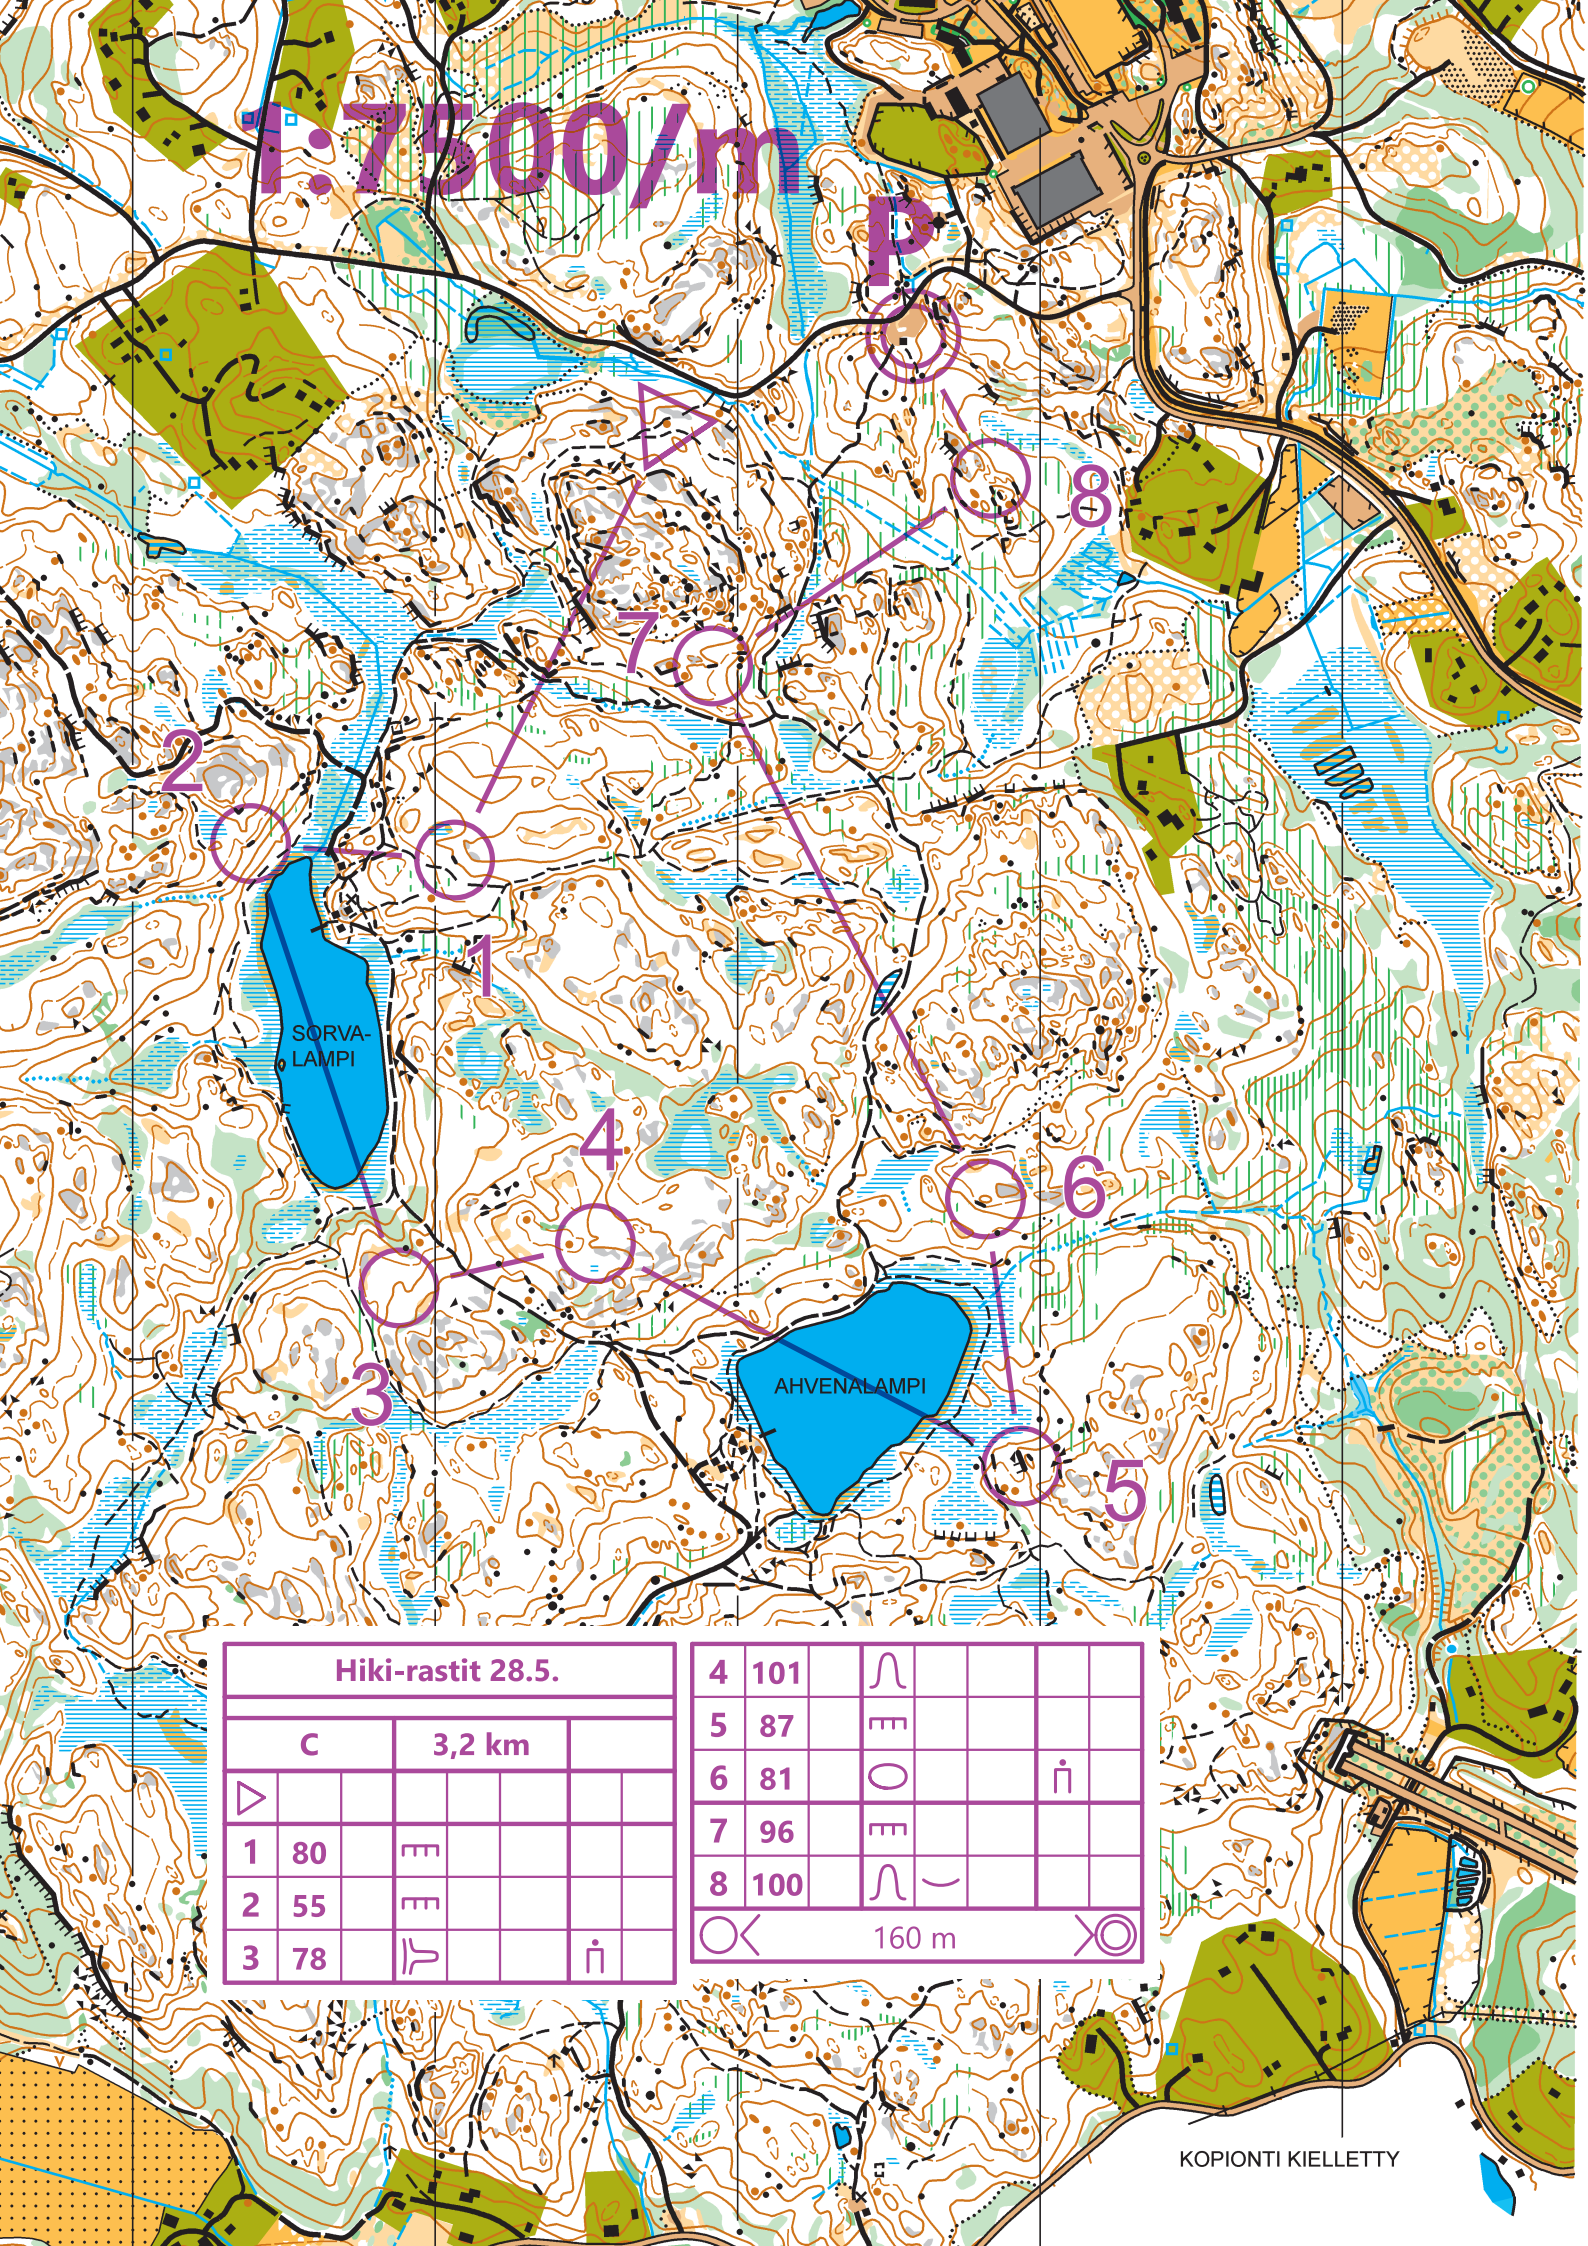 1:7500/m
P
8
7
2
1
SORVA-
LAMPI
4
6
3
AHVENALAMPI
5
Hiki-rastit 28.5.
C 3,2 km
1 80
2 55
3 78
4 101
5 87
6 81
7 96
8 100
160 m
KOPIONTI KIELLETTY